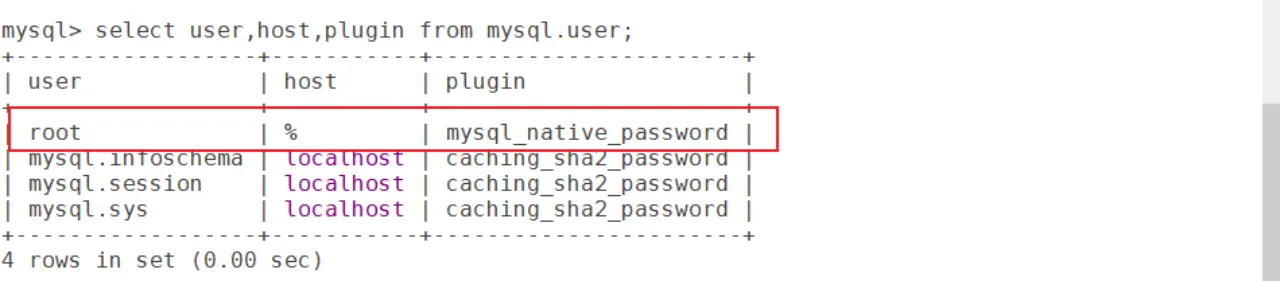 mysql> select user,host,plugin from mysql.user;
+------------------+-----------+-----------------------+
| user             | host      | plugin                |
+------------------+-----------+-----------------------+
| root             | %         | mysql_native_password |
| mysql.infoschema | localhost | caching_sha2_password |
| mysql.session    | localhost | caching_sha2_password |
| mysql.sys        | localhost | caching_sha2_password |
+------------------+-----------+-----------------------+
4 rows in set (0.00 sec)